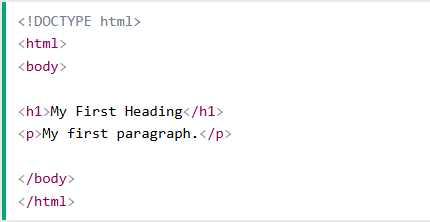 <!DOCTYPE html>
<html>
<body>

<h1>My First Heading</h1>
<p>My first paragraph.</p>

</body>
</html>